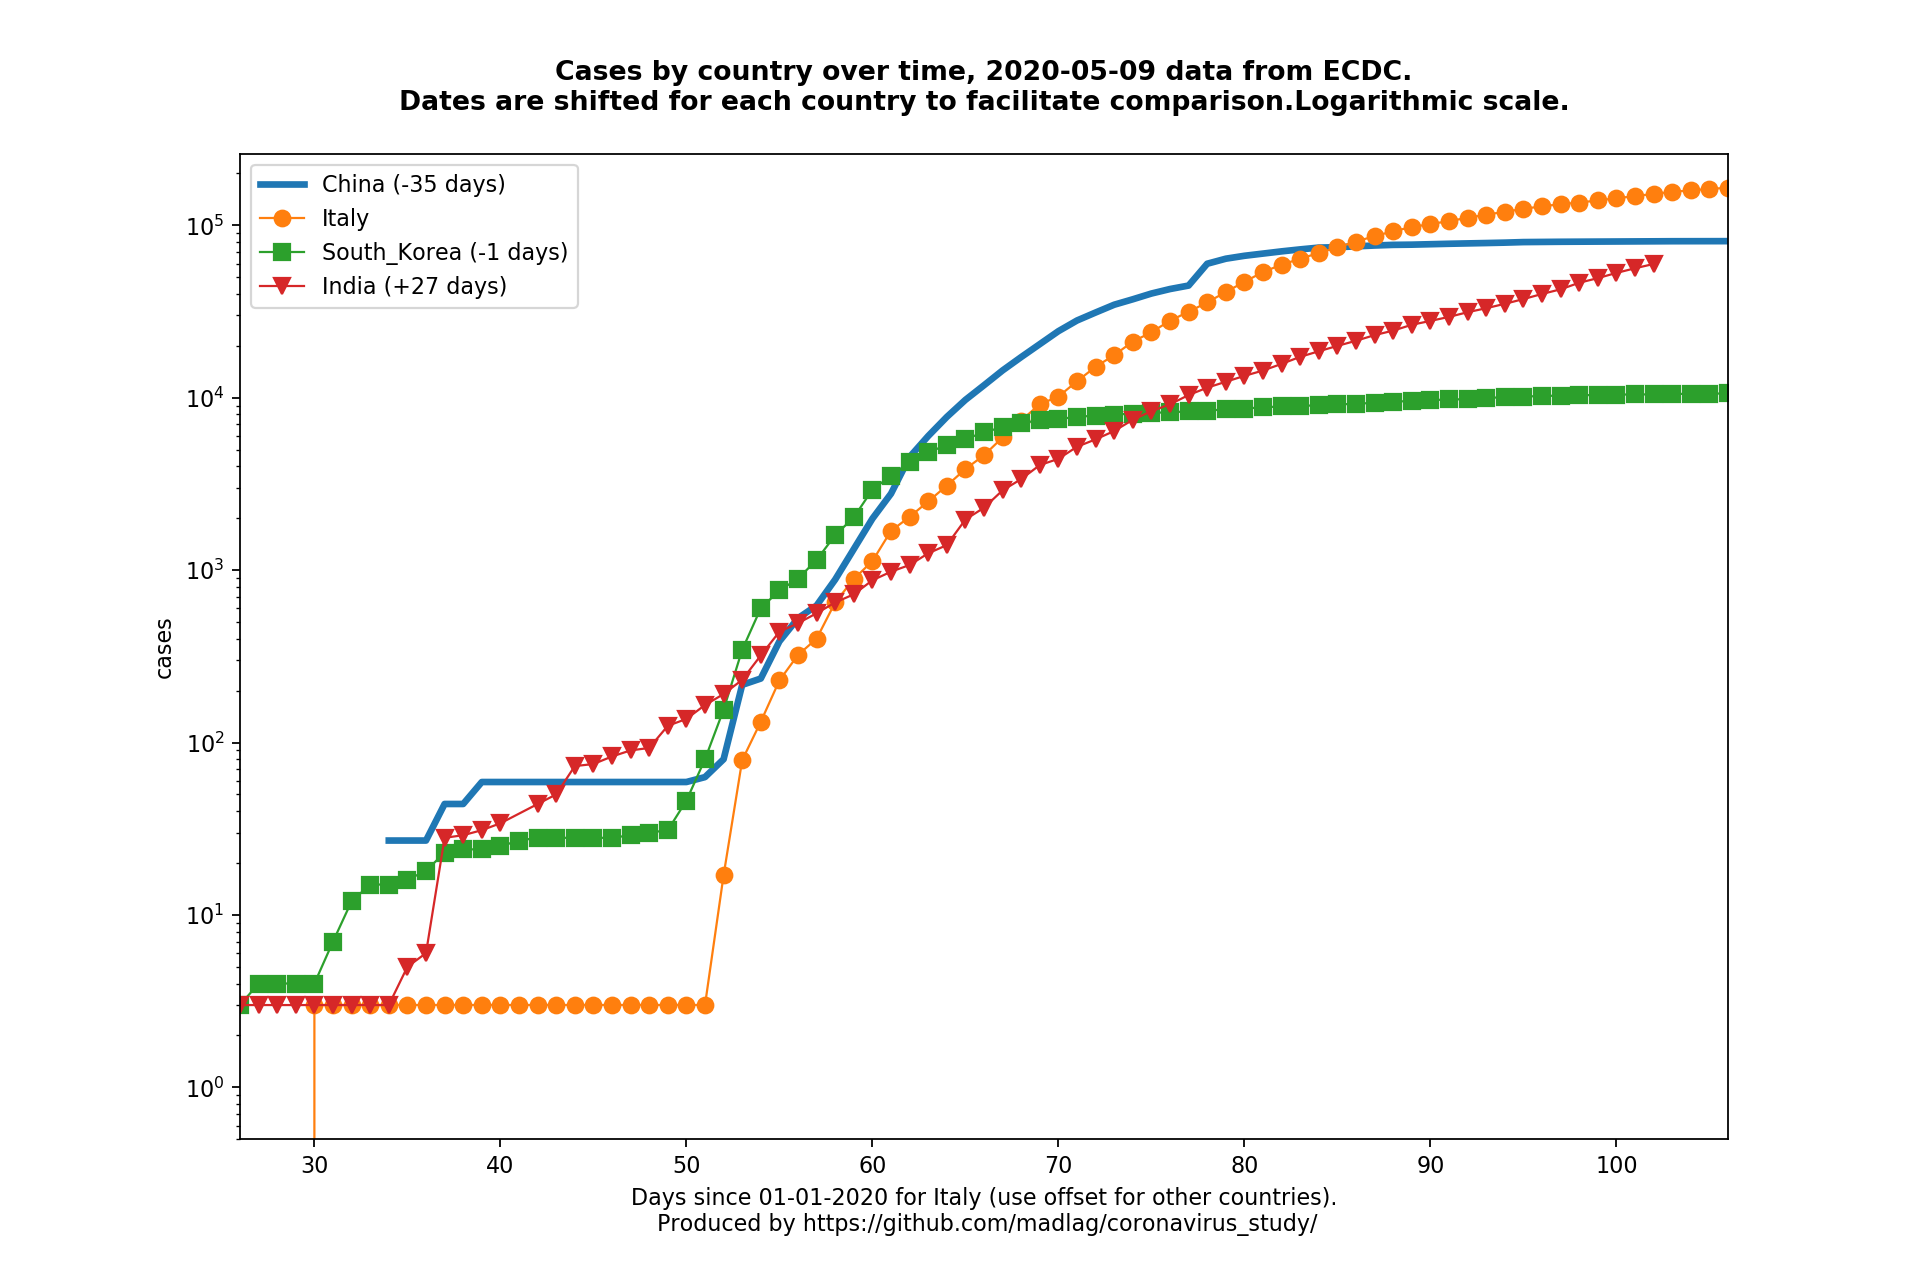 Cases by country over time, 2020-05-09 data from ECDC.
Dates are shifted for each country to facilitate comparison.Logarithmic scale.
China (-35 days)
Italy
South_Korea (-1 days)
India (+27 days)
cases
10^5
10^4
10^3
10^2
10^1
10^0
30 40 50 60 70 80 90 100
Days since 01-01-2020 for Italy (use offset for other countries).
Produced by https://github.com/madlag/coronavirus_study/